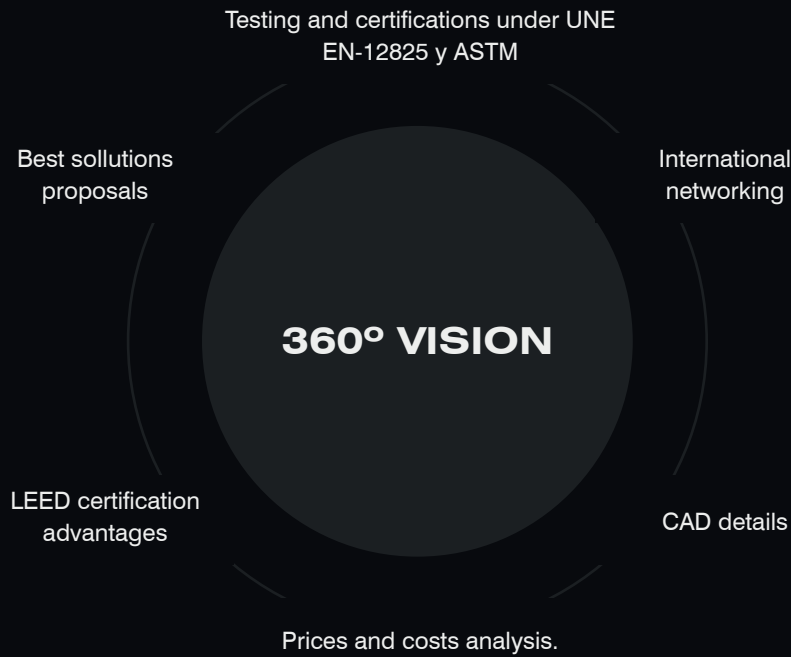 Testing and certifications under UNE
EN-12825 y ASTM
Best sollutions
proposals
International
networking
360º VISION
LEED certification
advantages
CAD details
Prices and costs analysis.